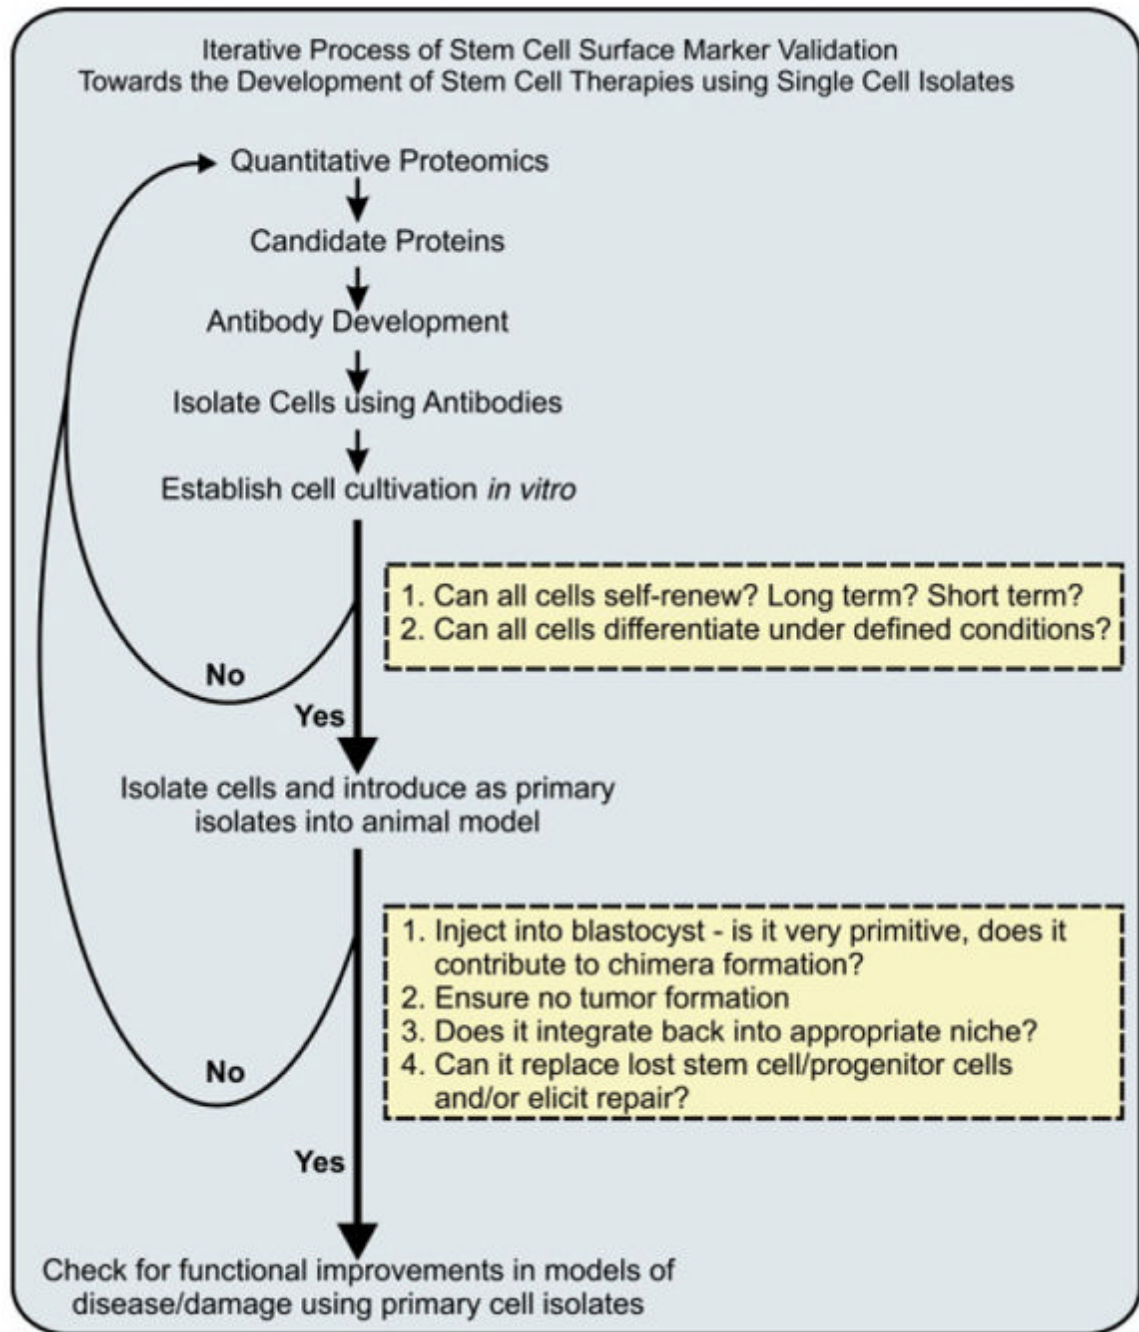 Iterative Process of Stem Cell Surface Marker Validation
Towards the Development of Stem Cell Therapies using Single Cell Isolates
Quantitative Proteomics
Candidate Proteins
Antibody Development
Isolate Cells using Antibodies
Establish cell cultivation in vitro
1. Can all cells self-renew? Long term? Short term?
2. Can all cells differentiate under defined conditions?
No
Yes
Isolate cells and introduce as primary
isolates into animal model
1. Inject into blastocyst - is it very primitive, does it
contribute to chimera formation?
2. Ensure no tumor formation
3. Does it integrate back into appropriate niche?
4. Can it replace lost stem cell/progenitor cells
and/or elicit repair?
No
Yes
Check for functional improvements in models of
disease/damage using primary cell isolates